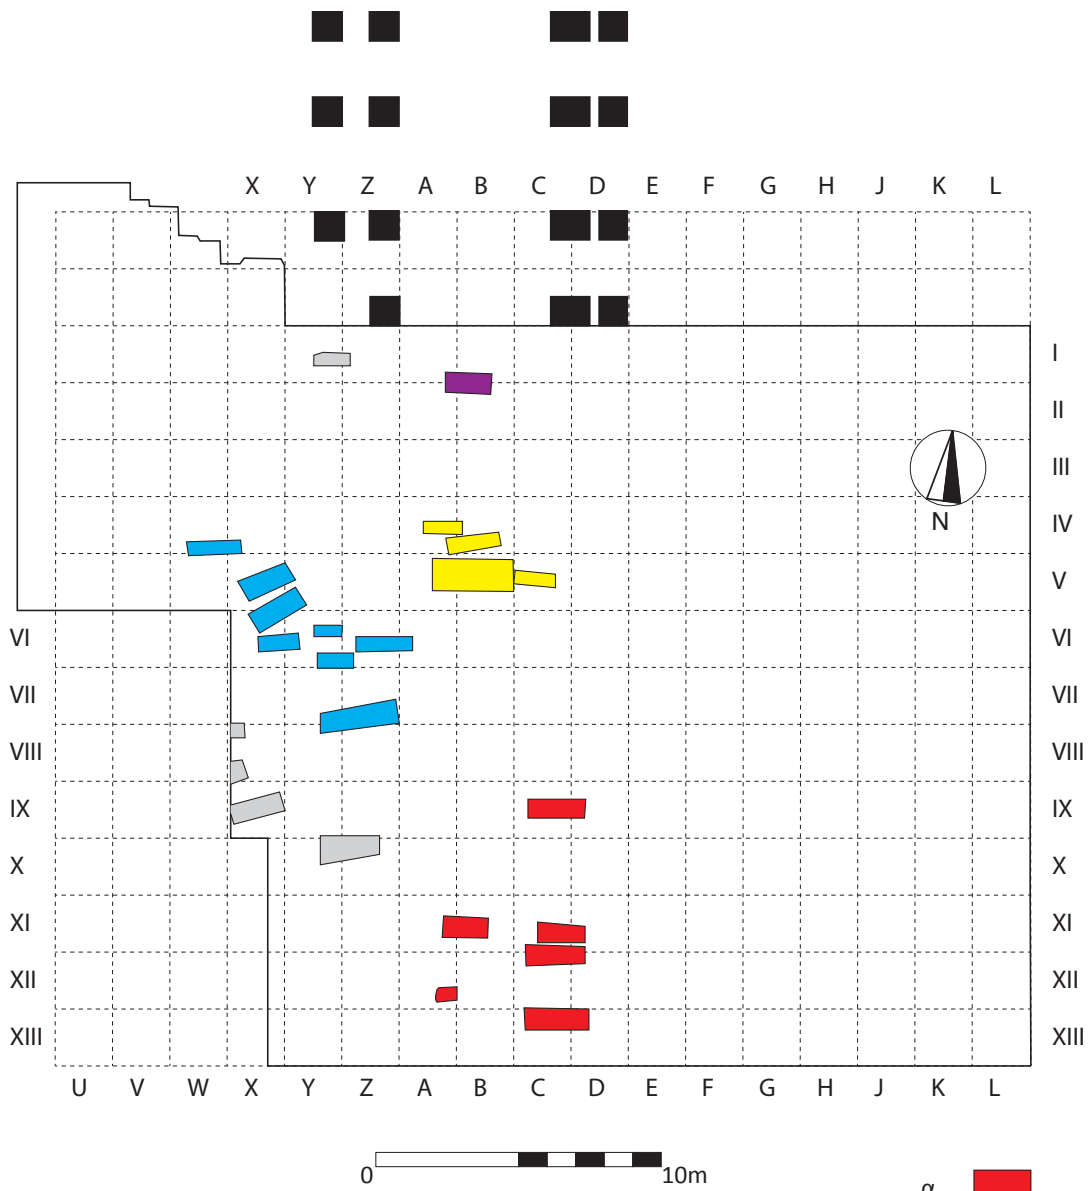 X Y Z A B C D E F G H J K L
I
II
III
IV
N
V
VI VI
VII VII
VIII VIII
IX IX
X X
XI XI
XII XII
XIII XIII
U V W X Y Z A B C D E F G H J K L
0 10m
α